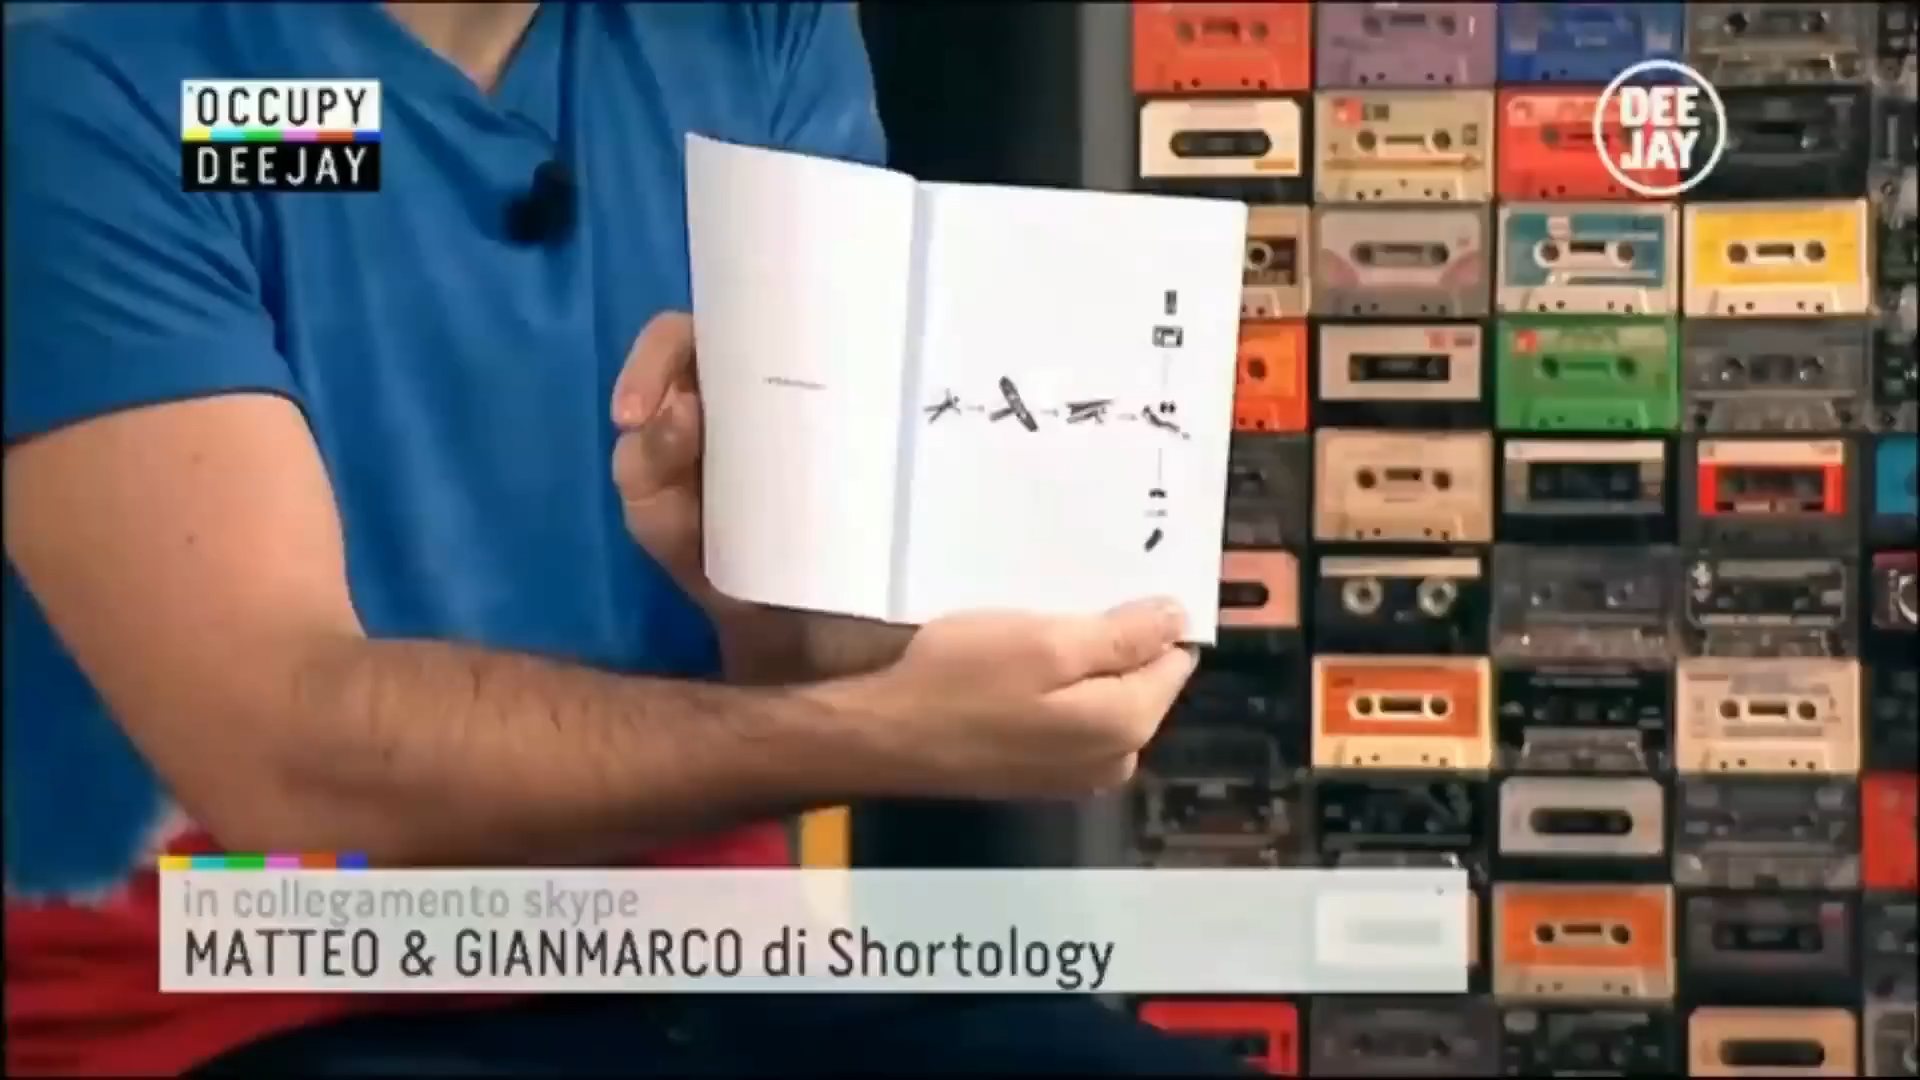 OCCUPY
DEEJAY
DEE
JAY
in collegamento skype
MATTEO & GIANMARCO di Shortology